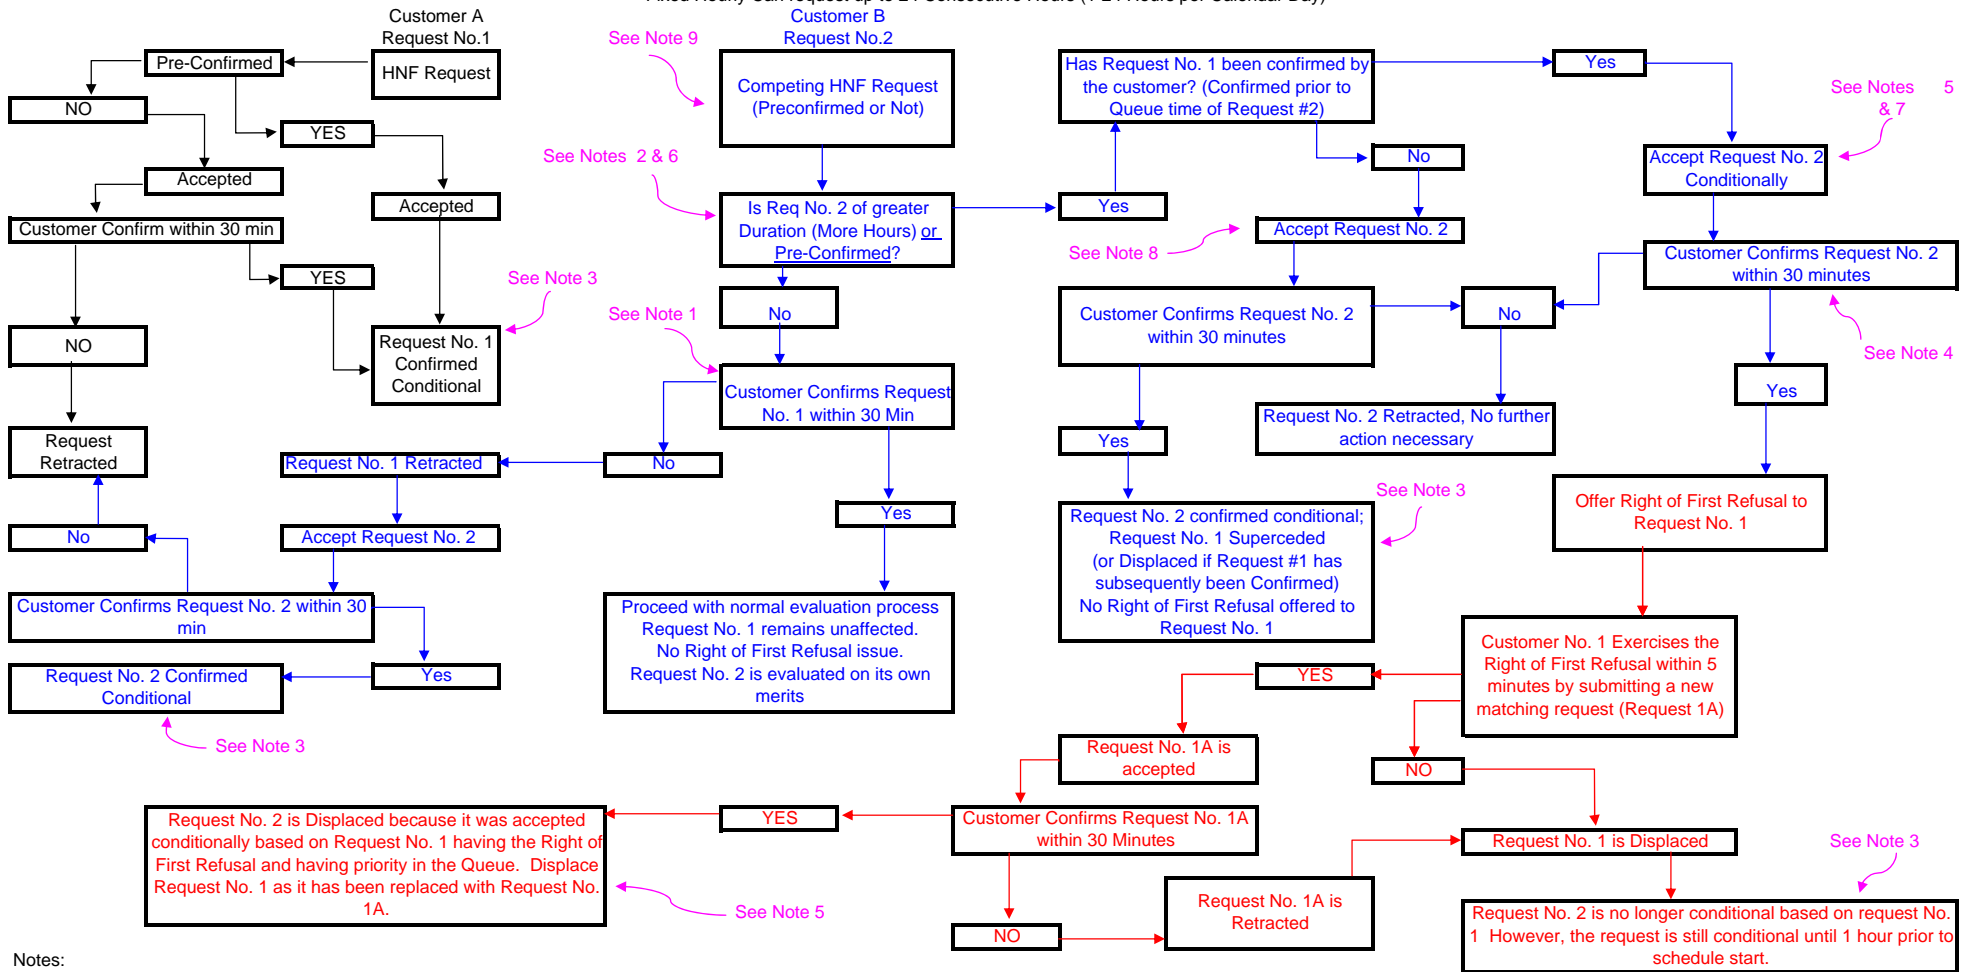 Fixed Hourly Can request up to 24 Consecutive Hours (1-24 Hours per Calendar Day)
Customer A
Request No.1
Customer B
Request No.2
See Note 9
Pre-Confirmed
HNF Request
NO
YES
Accepted
Accepted
Customer Confirm within 30 min
YES
NO
Request No. 1
Confirmed
Conditional
See Note 3
Request
Retracted
Competing HNF Request
(Preconfirmed or Not)
See Notes 2 & 6
Is Req No. 2 of greater
Duration (More Hours) or
Pre-Confirmed?
Yes
No
See Note 1
Customer Confirms Request
No. 1 within 30 Min
No
Request No. 1 Retracted
Accept Request No. 2
No
Customer Confirms Request No. 2 within 30
min
Yes
Request No. 2 Confirmed
Conditional
See Note 3
Yes
Proceed with normal evaluation process
Request No. 1 remains unaffected.
No Right of First Refusal issue.
Request No. 2 is evaluated on its own
merits
Has Request No. 1 been confirmed by
the customer? (Confirmed prior to
Queue time of Request #2)
Yes
See Notes 5
& 7
No
Accept Request No. 2
Conditionally
Accept Request No. 2
See Note 8
Customer Confirms Request No. 2
within 30 minutes
Customer Confirms Request No. 2
within 30 minutes
No
See Note 4
Yes
Yes
Request No. 2 Retracted, No further
action necessary
See Note 3
Request No. 2 confirmed conditional;
Request No. 1 Superceded
(or Displaced if Request #1 has
subsequently been Confirmed)
No Right of First Refusal offered to
Request No. 1
Offer Right of First Refusal to
Request No. 1
Customer No. 1 Exercises the
Right of First Refusal within 5
minutes by submitting a new
matching request (Request 1A)
YES
NO
Request No. 1A is
accepted
Customer Confirms Request No. 1A
within 30 Minutes
YES
Request No. 2 is Displaced because it was accepted
conditionally based on Request No. 1 having the Right of
First Refusal and having priority in the Queue. Displace
Request No. 1 as it has been replaced with Request No.
1A.
See Note 5
NO
Request No. 1A is
Retracted
Request No. 1 is Displaced
See Note 3
Request No. 2 is no longer conditional based on request No.
1 However, the request is still conditional until 1 hour prior to
schedule start.
Notes: